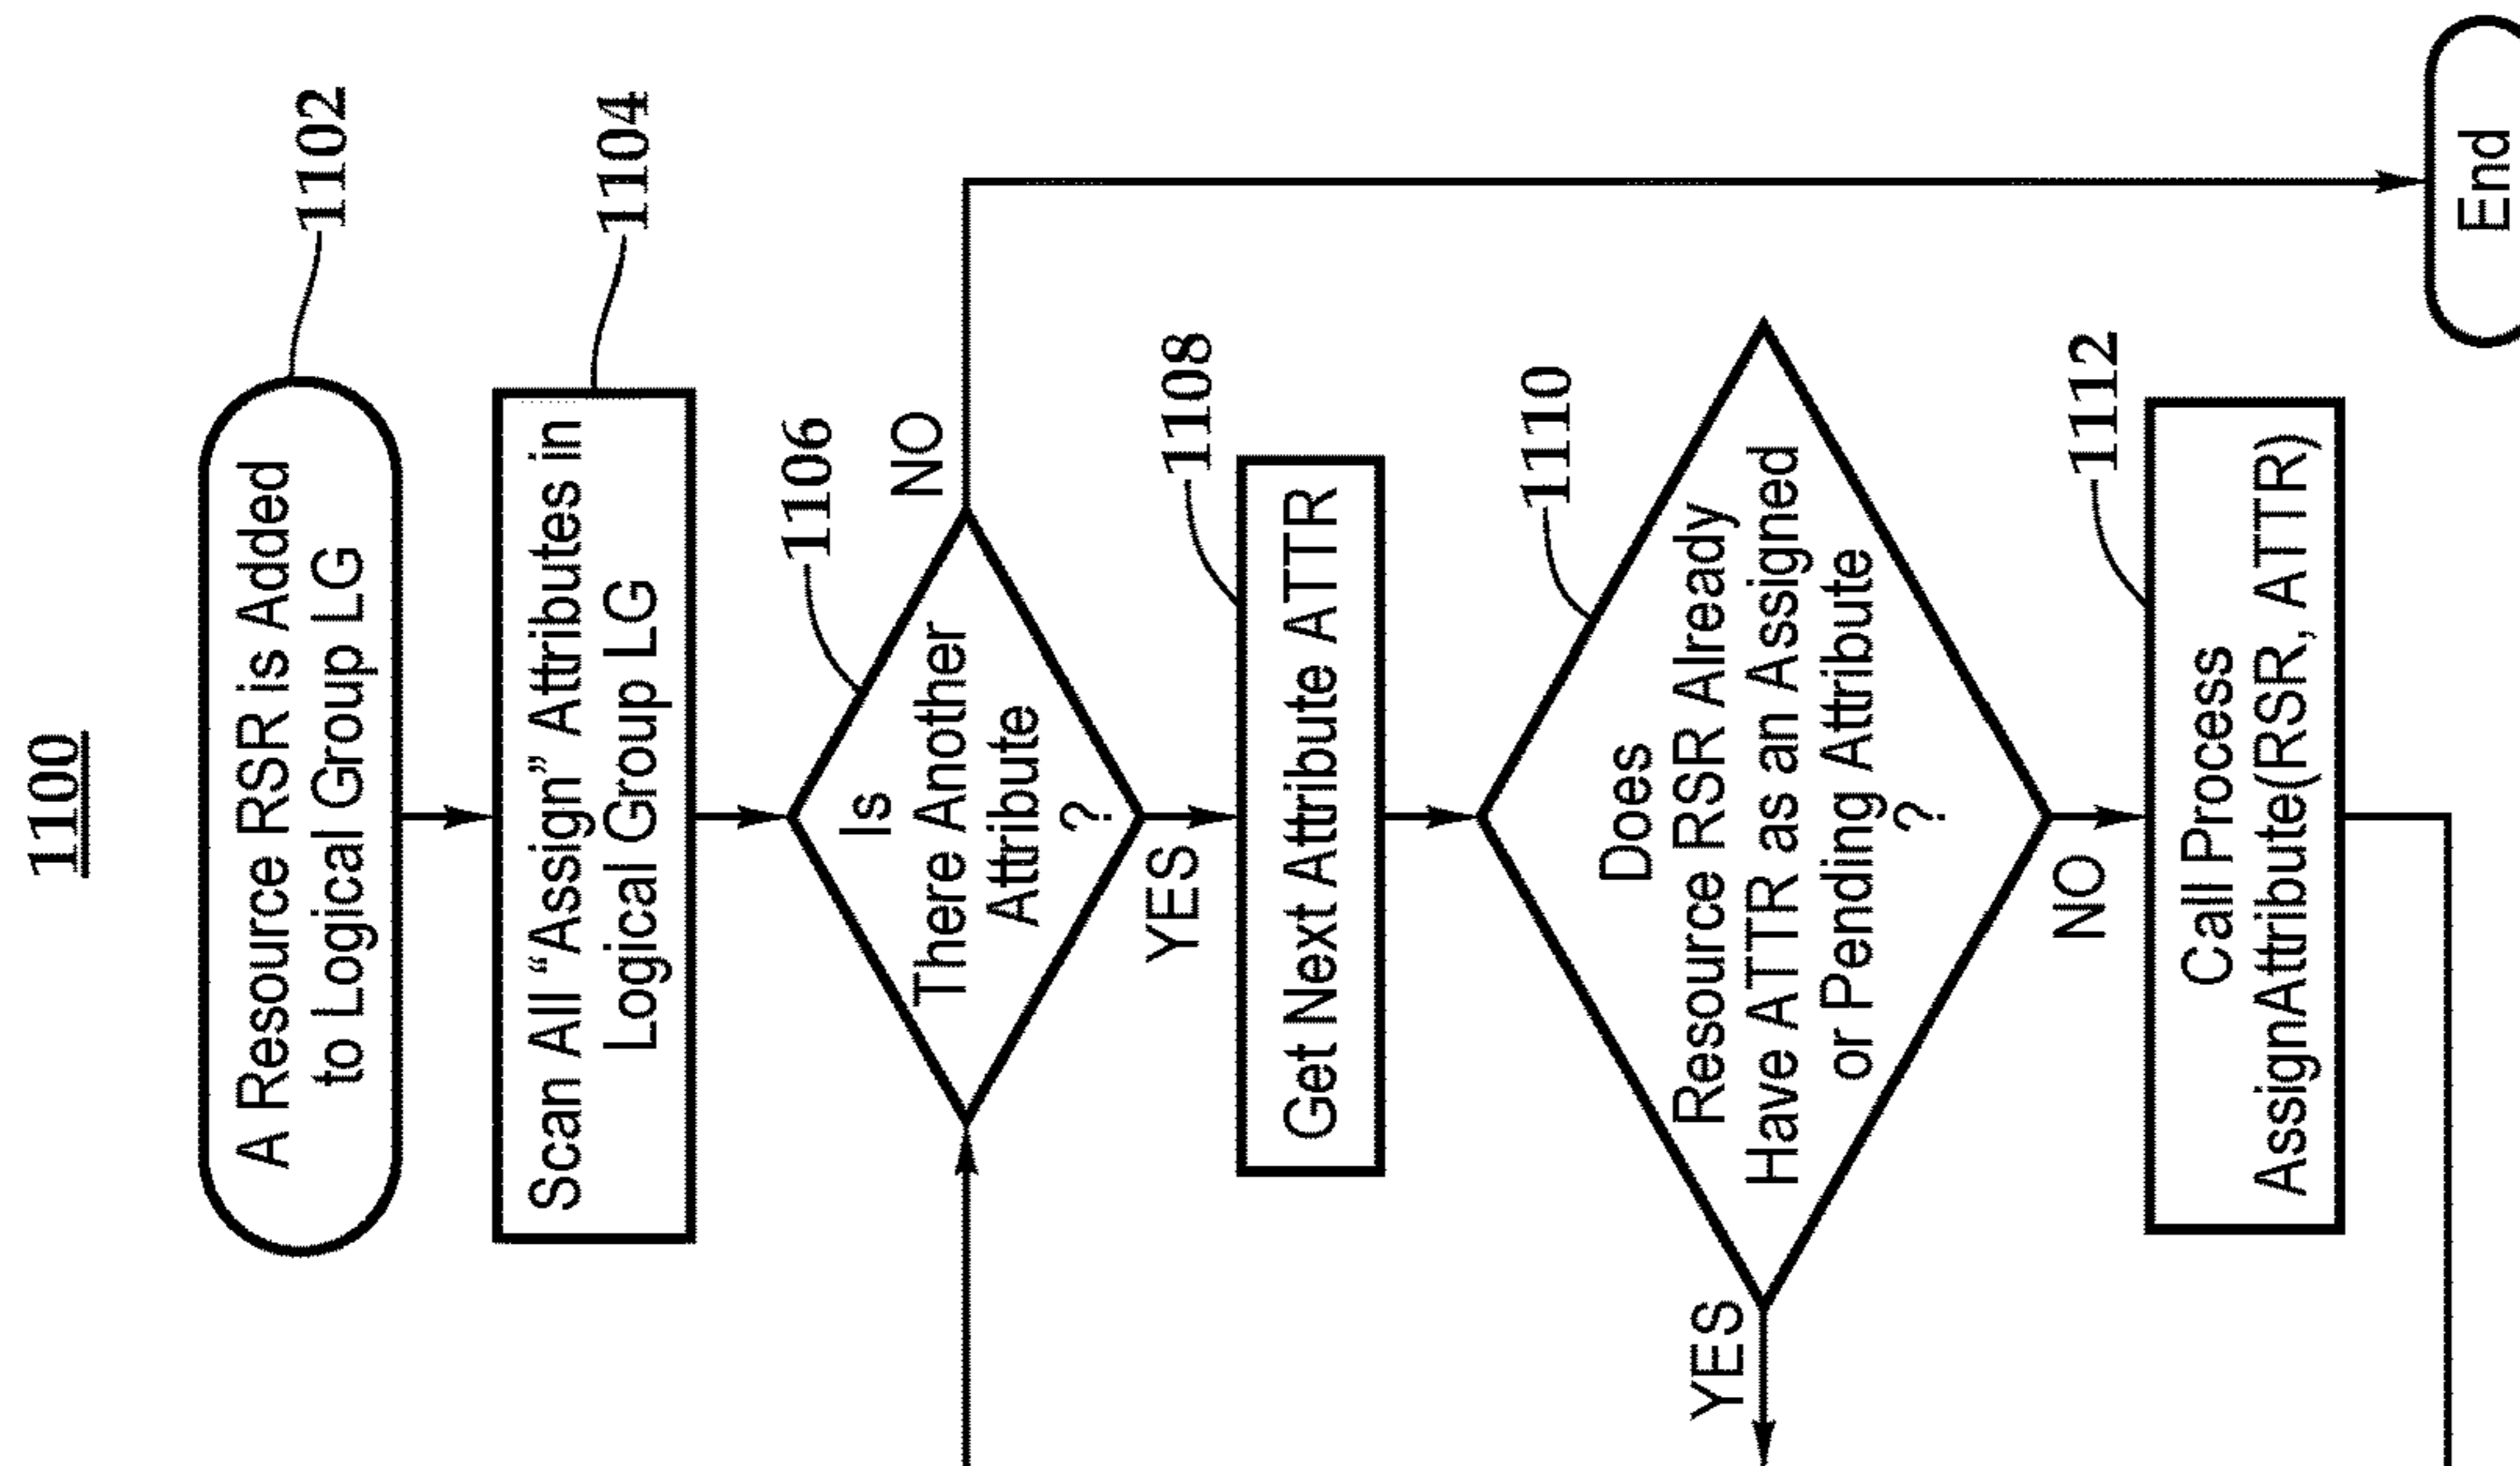 1100
A Resource RSR is Added
to Logical Group LG
1102
Scan All “Assign” Attributes in
Logical Group LG
1104
Is
There Another
Attribute
?
1106
NO
YES
Get Next Attribute ATTR
1108
Does
Resource RSR Already
Have ATTR as an Assigned
or Pending Attribute
?
1110
YES
NO
Call Process
AssignAttribute(RSR, ATTR)
1112
End